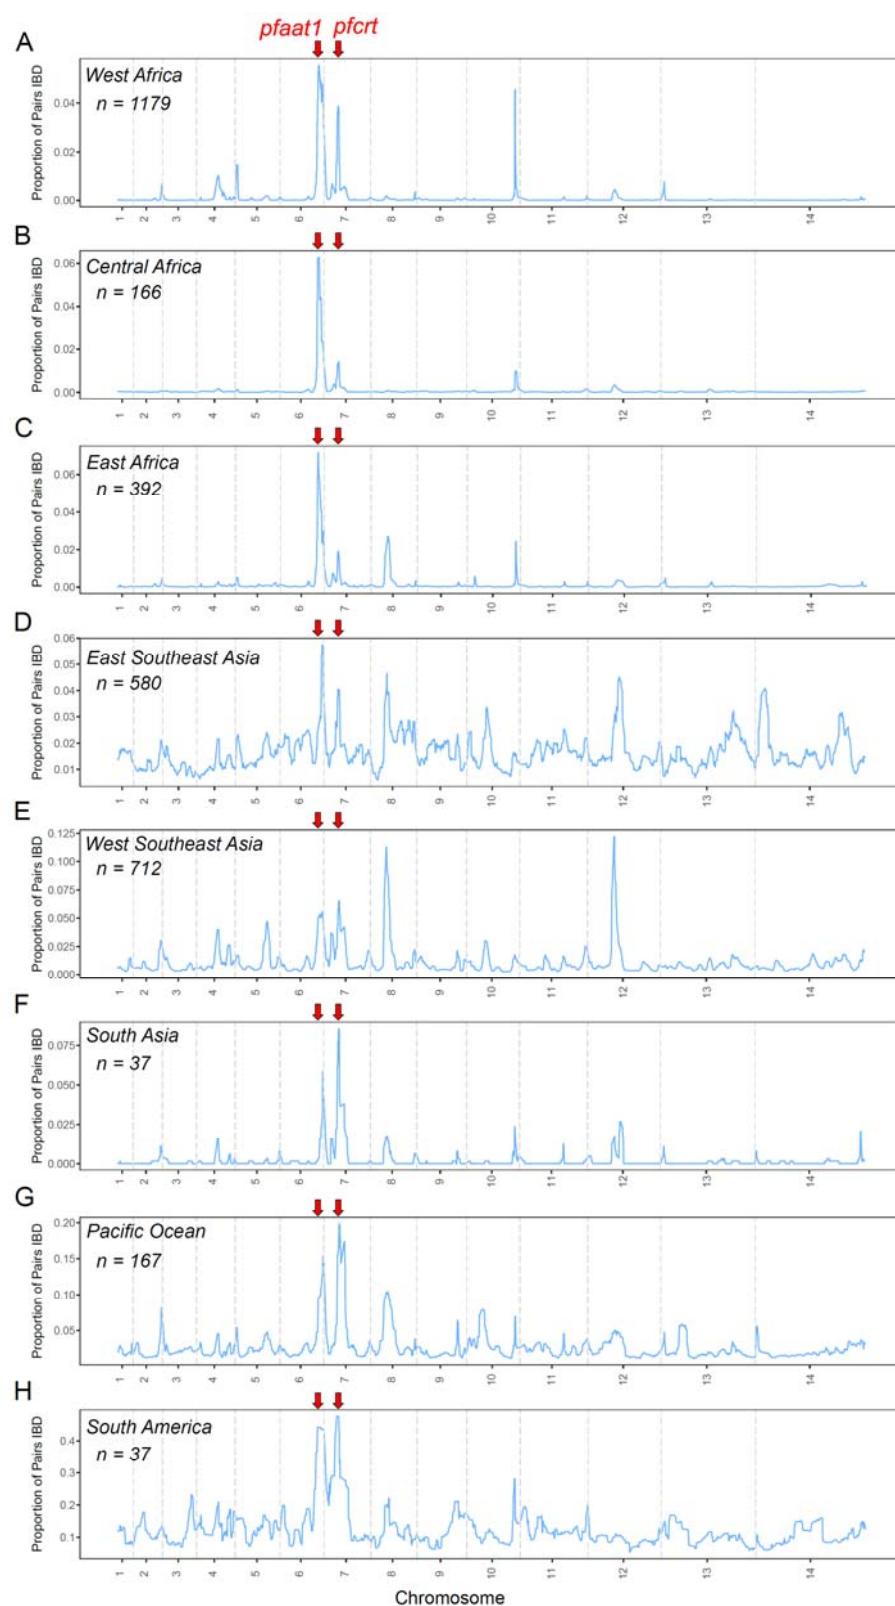 pfaat1 pfcrt
A
West Africa
n = 1179
Proportion of Pairs IBD
0.04
0.02
0.00
1 2 3 4 5 6 7 8 9 10 11 12 13 14
B
Central Africa
n = 166
Proportion of Pairs IBD
0.06
0.04
0.02
0.00
1 2 3 4 5 6 7 8 9 10 11 12 13 14
C
East Africa
n = 392
Proportion of Pairs IBD
0.06
0.04
0.02
0.00
1 2 3 4 5 6 7 8 9 10 11 12 13 14
D
East Southeast Asia
n = 580
Proportion of Pairs IBD
0.06
0.05
0.04
0.03
0.02
0.01
1 2 3 4 5 6 7 8 9 10 11 12 13 14
E
West Southeast Asia
n = 712
Proportion of Pairs IBD
0.125
0.100
0.075
0.050
0.025
0.000
1 2 3 4 5 6 7 8 9 10 11 12 13 14
F
South Asia
n = 37
Proportion of Pairs IBD
0.075
0.050
0.025
0.000
1 2 3 4 5 6 7 8 9 10 11 12 13 14
G
Pacific Ocean
n = 167
Proportion of Pairs IBD
0.20
0.15
0.10
0.05
1 2 3 4 5 6 7 8 9 10 11 12 13 14
H
South America
n = 37
Proportion of Pairs IBD
0.4
0.3
0.2
0.1
1 2 3 4 5 6 7 8 9 10 11 12 13 14
Chromosome